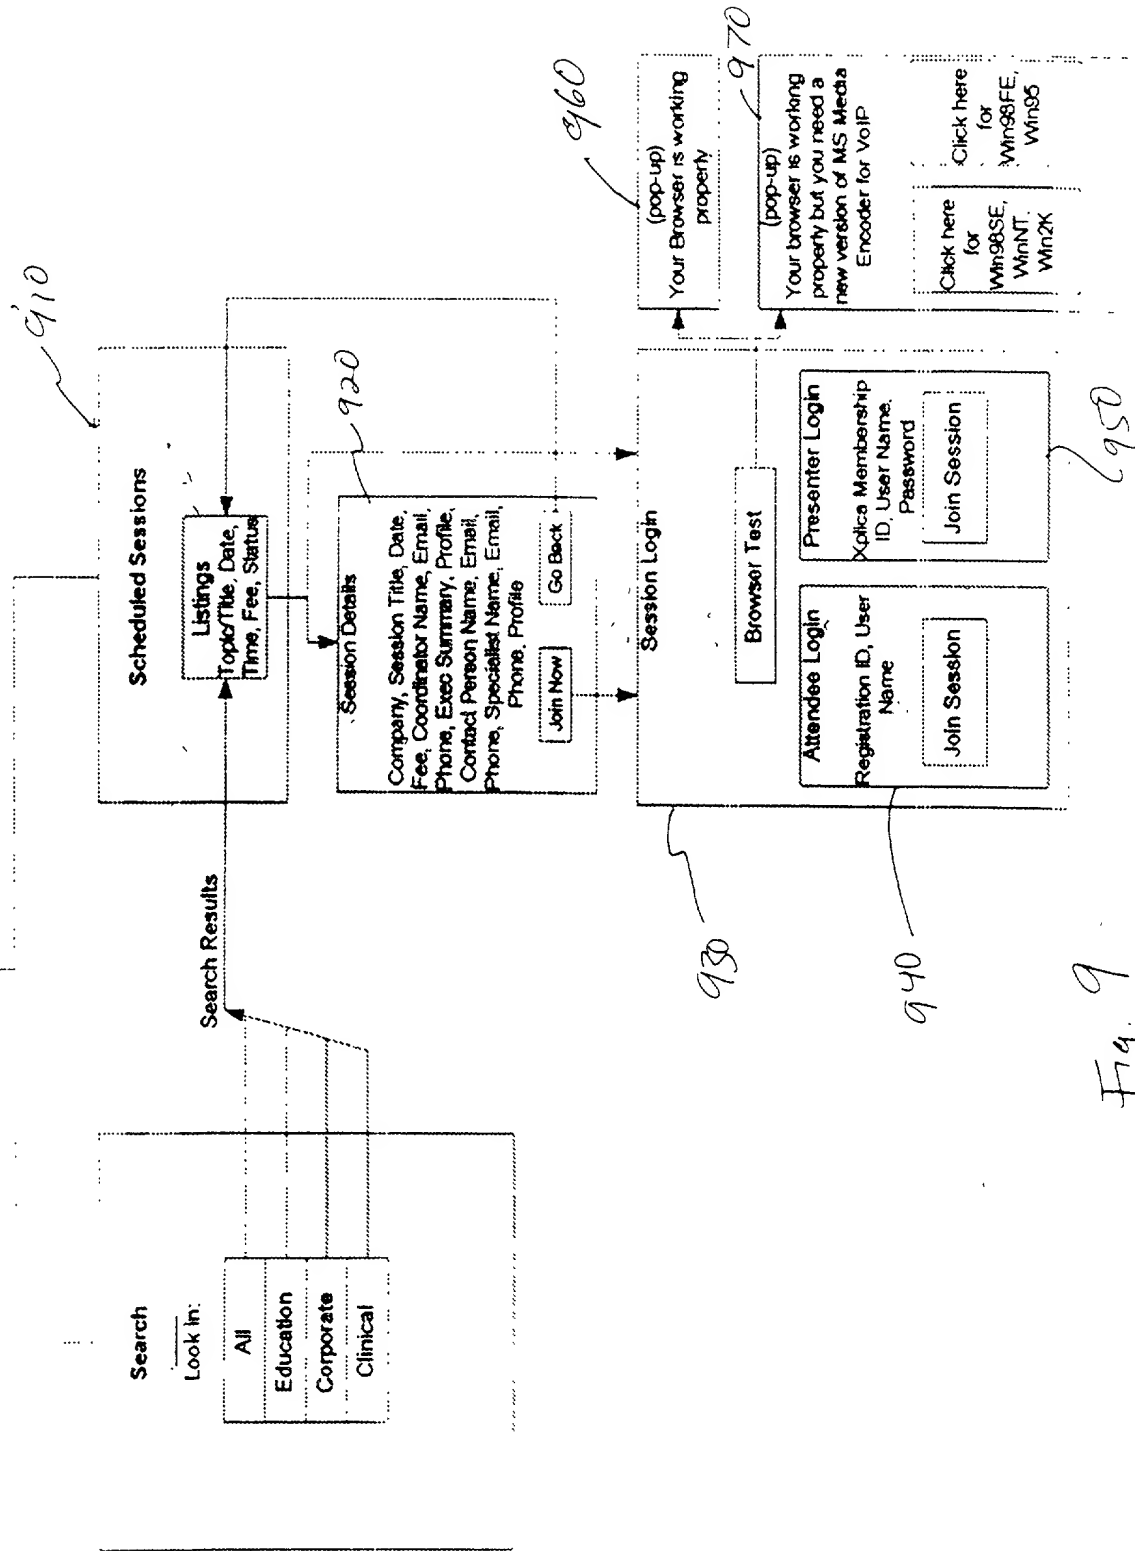 Search
Look in:
All
Education
Corporate
Clinical
Search Results
910
Scheduled Sessions
Listings
Topic/Title, Date,
Time, Fee, Status
920
Session Details
Company, Session Title, Date,
Fee, Coordinator Name, Email,
Phone, Exec Summary, Profile,
Contact Person Name, Email,
Phone, Specialist Name, Email,
Phone, Profile
Join Now
Go Back
930
Session Login
Browser Test
940
Attendee Login
Registration ID, User
Name
Join Session
950
Presenter Login
Xplica Membership
ID, User Name.
Password
Join Session
960
(pop-up)
Your Browser is working
properly
970
(pop-up)
Your browser is working
properly but you need a
new version of MS Media
Encoder for VoIP
Click here
for
Win98SE,
WinNT.
Win2K
Click here
for
Win98FE,
Win95
Fig. 9